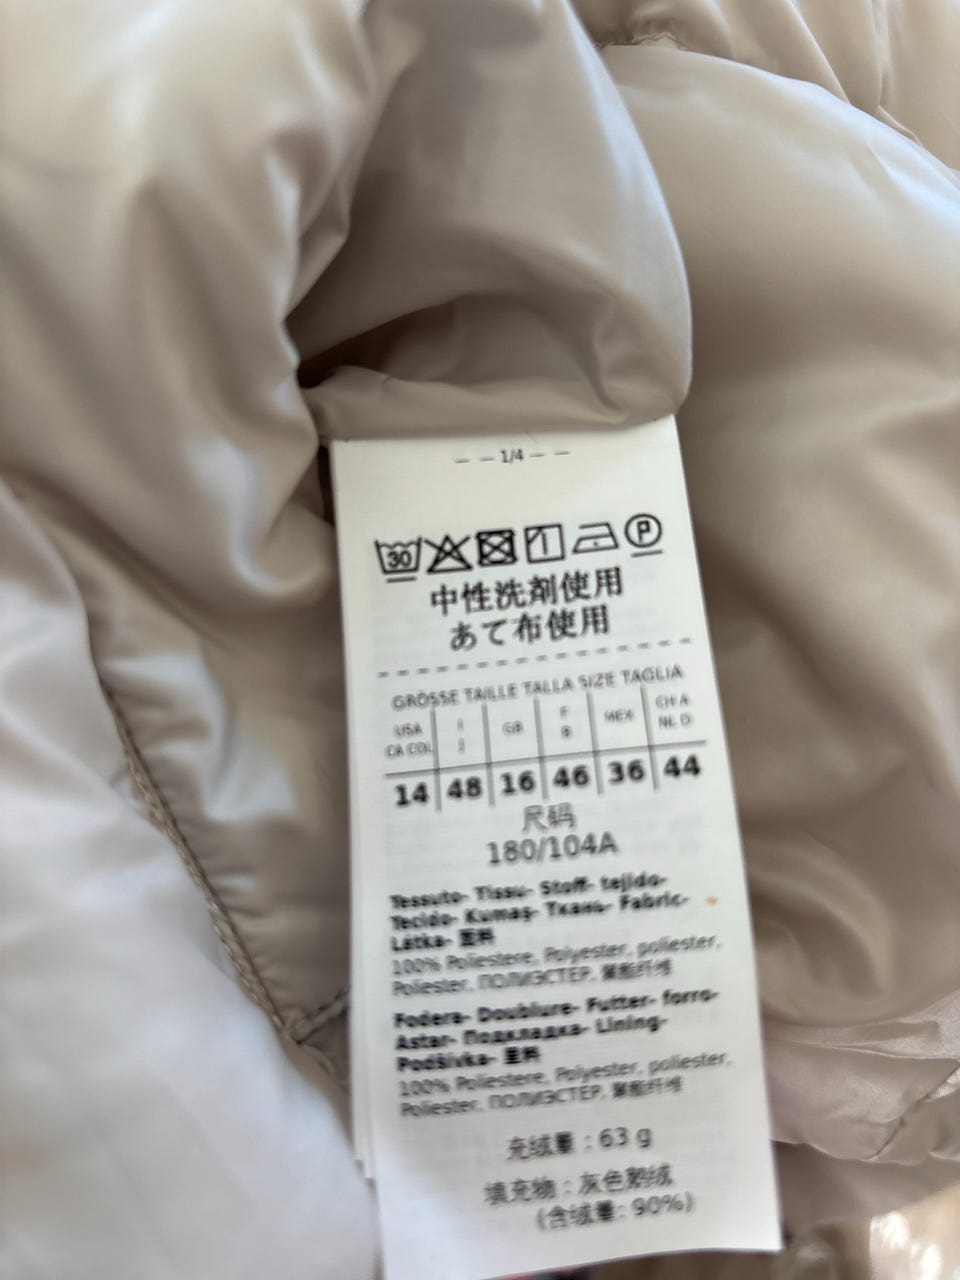 — — 1/4 — —
30 P
中性洗剤使用
あて布使用
GRÖSSE TAILLE TALLA SIZE TAGLIA
USA CA COL I J GB F B MEX CH A NL D
14 48 16 46 36 44
尺码
180/104A
Tessuto- Tissu- Stoff- tejido-
Tecido- Kumaş- Ткань- Fabric-
Látka- 面料
100% Poliestere, Polyester, poliester,
Poliester, ПОЛИЭСТЕР, 聚酯纤维
Fodera- Doublure- Futter- forro-
Astar- Подкладка- Lining-
Podšívka- 里料
100% Poliestere, Polyester, poliester,
Poliester, ПОЛИЭСТЕР, 聚酯纤维
充绒量 : 63 g
填充物 : 灰色鹅绒
(含绒量: 90%)